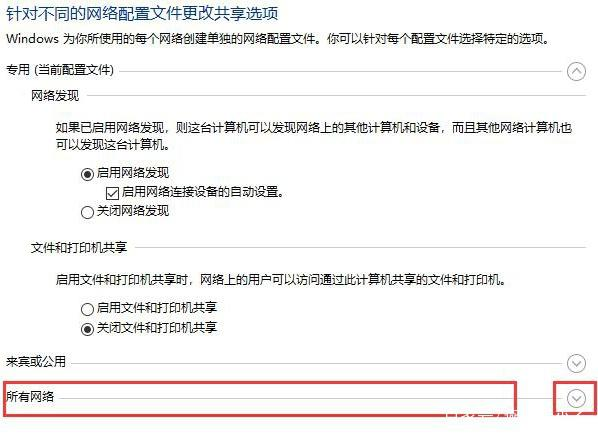 针对不同的网络配置文件更改共享选项
Windows 为你所使用的每个网络创建单独的网络配置文件。你可以针对每个配置文件选择特定的选项。
专用 (当前配置文件)
网络发现
如果已启用网络发现，则这台计算机可以发现网络上的其他计算机和设备，而且其他网络计算机也
可以发现这台计算机。
启用网络发现
启用网络连接设备的自动设置。
关闭网络发现
文件和打印机共享
启用文件和打印机共享时，网络上的用户可以访问通过此计算机共享的文件和打印机。
启用文件和打印机共享
关闭文件和打印机共享
来宾或公用
所有网络